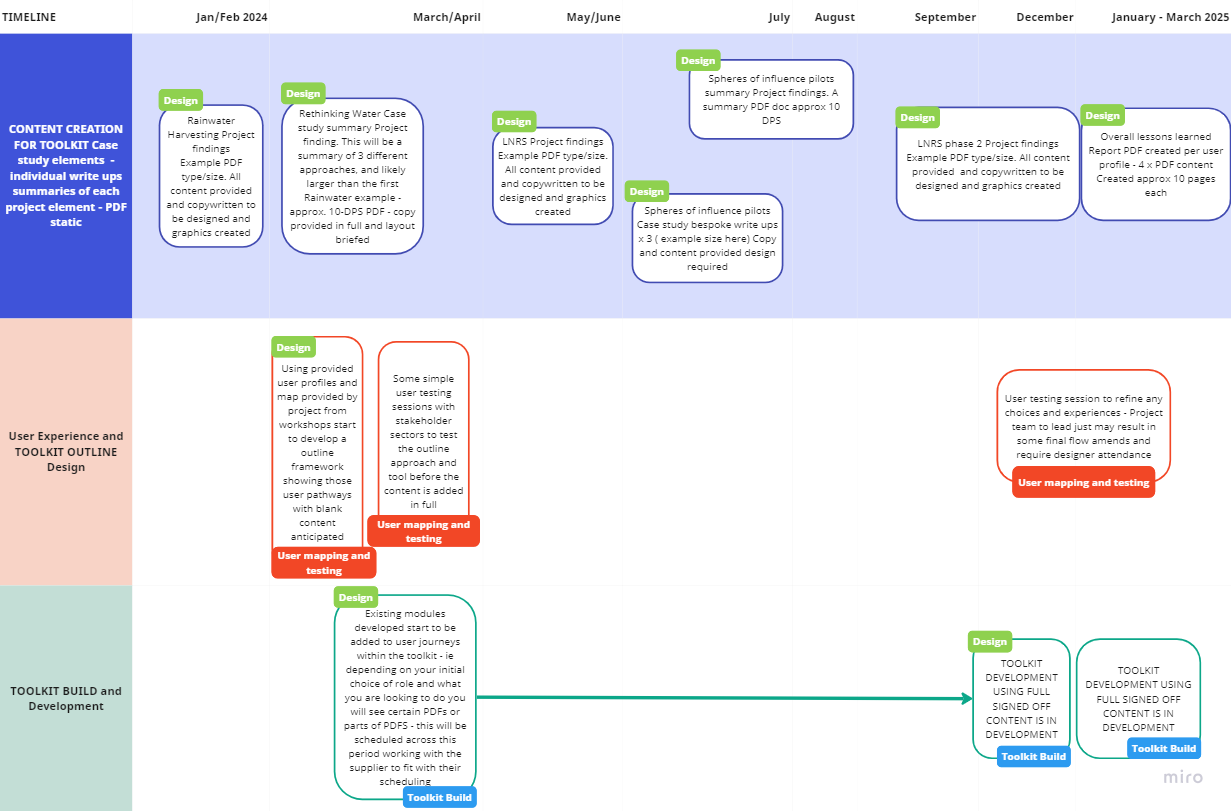 TIMELINE
Jan/Feb 2024
March/April
May/June
July
August
September
December
January - March 2025
CONTENT CREATION
FOR TOOLKIT Case
study elements -
individual write ups
summaries of each
project element - PDF
static
Design
Rainwater
Harvesting Project
findings
Example PDF
type/size. All
content provided
and copywritten to
be designed and
graphics created
Design
Rethinking Water Case
study summary Project
finding. This will be a
summary of 3 different
approaches, and likely
larger than the first
Rainwater example -
approx. 10-DPS PDF - copy
provided in full and layout
briefed
Design
LNRS Project findings
Example PDF type/size.
All content provided
and copywritten to be
designed and graphics
created
Design
Spheres of influence pilots
summary Project findings. A
summary PDF doc approx 10
DPS
Design
Spheres of influence pilots
Case study bespoke write ups
x 3 ( example size here) Copy
and content provided design
required
Design
LNRS phase 2 Project findings
Example PDF type/size. All content
provided and copywritten to be
designed and graphics created
Design
Overall lessons learned
Report PDF created per user
profile - 4 x PDF content
Created approx 10 pages
each
User Experience and
TOOLKIT OUTLINE
Design
Design
Using provided
user profiles and
map provided by
project from
workshops start
to develop a
outline
framework
showing those
user pathways
with blank
content
anticipated
User mapping and
testing
Some simple
user testing
sessions with
stakeholder
sectors to test
the outline
approach and
tool before the
content is added
in full
User mapping and
testing
User testing session to refine any
choices and experiences - Project
team to lead just may result in
some final flow amends and
require designer attendance
User mapping and testing
TOOLKIT BUILD and
Development
Design
Existing modules
developed start to be
added to user journeys
within the toolkit - ie
depending on your initial
choice of role and what
you are looking to do you
will see certain PDFs or
parts of PDFS - this will be
scheduled across this
period working with the
supplier to fit with their
scheduling
Toolkit Build
Design
TOOLKIT
DEVELOPMENT
USING FULL
SIGNED OFF
CONTENT IS IN
DEVELOPMENT
Toolkit Build
TOOLKIT
DEVELOPMENT USING
FULL SIGNED OFF
CONTENT IS IN
DEVELOPMENT
Toolkit Build
miro